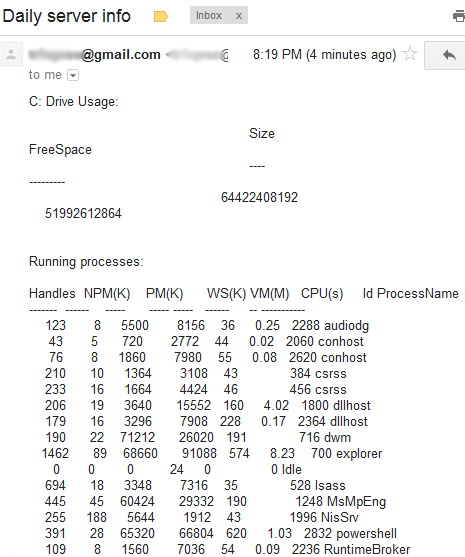 Daily server info
Inbox x
@gmail.com 8:19 PM (4 minutes ago)
to me
C: Drive Usage:
Size
FreeSpace
----
---------
64422408192
51992612864
Running processes:
Handles NPM(K) PM(K) WS(K) VM(M) CPU(s) Id ProcessName
------- ------ ----- ----- ----- ------ -- -----------
123 8 5500 8156 36 0.25 2288 audiodg
43 5 720 2772 44 0.02 2060 conhost
76 8 1860 7980 55 0.08 2620 conhost
210 10 1364 3108 43 384 csrss
233 16 1664 4424 46 456 csrss
206 19 3640 15552 160 4.02 1800 dllhost
179 16 3296 7908 228 0.17 2364 dllhost
190 22 71212 26020 191 716 dwm
1462 89 68660 91088 574 8.23 700 explorer
0 0 0 24 0 0 Idle
694 18 3348 7316 35 528 lsass
445 45 60424 29332 190 1248 MsMpEng
255 188 5644 1912 43 1996 NisSrv
391 28 65320 66804 620 1.03 2832 powershell
109 8 1560 7036 54 0.09 2236 RuntimeBroker